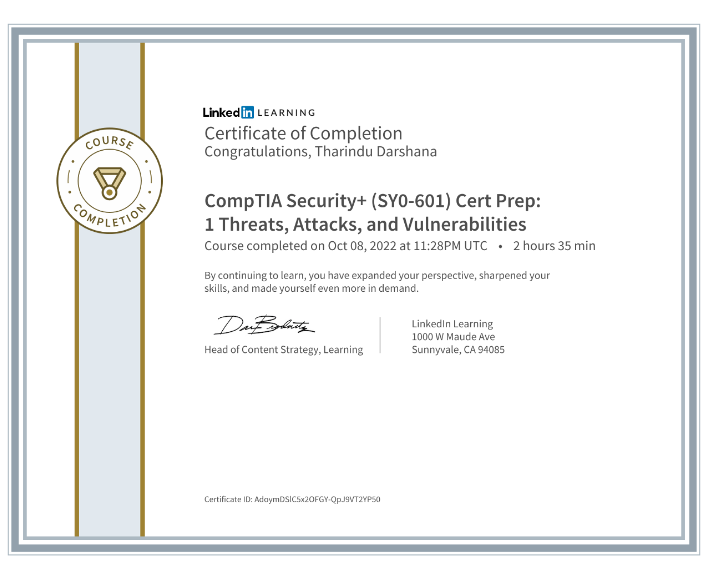 Linked in LEARNING
Certificate of Completion
Congratulations, Tharindu Darshana
COURSE
COMPLETION
CompTIA Security+ (SY0-601) Cert Prep:
1 Threats, Attacks, and Vulnerabilities
Course completed on Oct 08, 2022 at 11:28PM UTC • 2 hours 35 min
By continuing to learn, you have expanded your perspective, sharpened your
skills, and made yourself even more in demand.
Head of Content Strategy, Learning
LinkedIn Learning
1000 W Maude Ave
Sunnyvale, CA 94085
Certificate ID: AdoymDSIC5x2OFGY-QpJ9VT2YP50